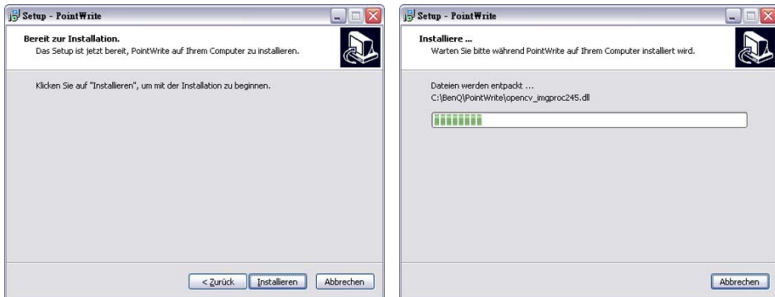 Setup - PointWrite
Bereit zur Installation.
Das Setup ist jetzt bereit, PointWrite auf Ihrem Computer zu installieren.
Klicken Sie auf "Installieren", um mit der Installation zu beginnen.
< Zurück
Installieren
Abbrechen
Setup - PointWrite
Installiere ...
Warten Sie bitte während PointWrite auf Ihrem Computer installiert wird.
Dateien werden entpackt ...
C:\BenQ\PointWrite\opencv_imgproc245.dll
Abbrechen